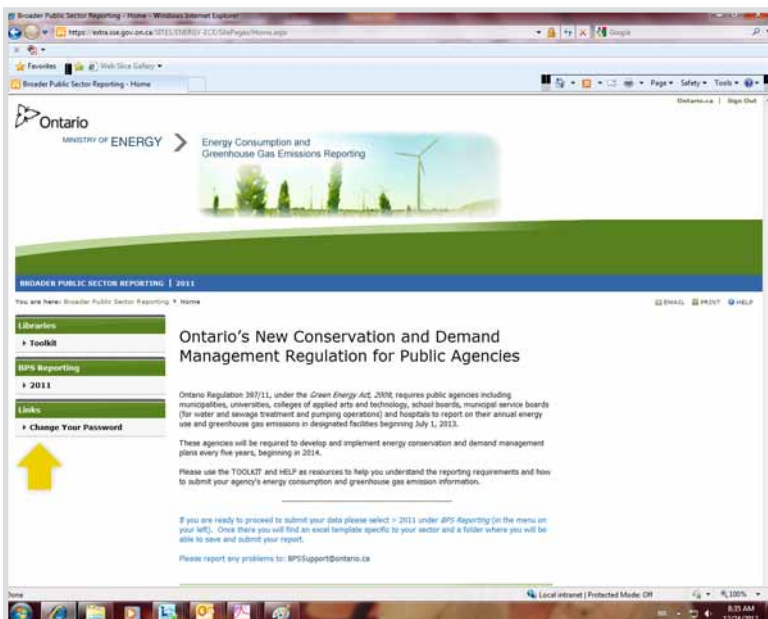 Broader Public Sector Reporting - Home - Windows Internet Explorer
Google
Favorites Web Slice Gallery
Broader Public Sector Reporting - Home
Page Safety Tools
Ontario.ca | Sign Out
Ontario
MINISTRY OF ENERGY
Energy Consumption and
Greenhouse Gas Emissions Reporting
BROADER PUBLIC SECTOR REPORTING | 2011
You are here: Broader Public Sector Reporting Home
EMAIL PRINT HELP
Libraries
Toolkit
BPS Reporting
2011
Links
Change Your Password
Ontario's New Conservation and Demand
Management Regulation for Public Agencies
Ontario Regulation 397/11, under the Green Energy Act, 2009, requires public agencies including
municipalities, universities, colleges of applied arts and technology, school boards, municipal service boards
(for water and sewage treatment and pumping operations) and hospitals to report on their annual energy
use and greenhouse gas emissions in designated facilities beginning July 1, 2013.
These agencies will be required to develop and implement energy conservation and demand management
plans every five years, beginning in 2014.
Please use the TOOLKIT and HELP as resources to help you understand the reporting requirements and how
to submit your agency's energy consumption and greenhouse gas emission information.
If you are ready to proceed to submit your data please select > 2011 under BPS Reporting (in the menu on
your left). Once there you will find an excel template specific to your sector and a folder where you will be
able to save and submit your report.
Please report any problems to: BPSSupport@ontario.ca
Done
Local intranet | Protected Mode: Off
100%
8:35 AM